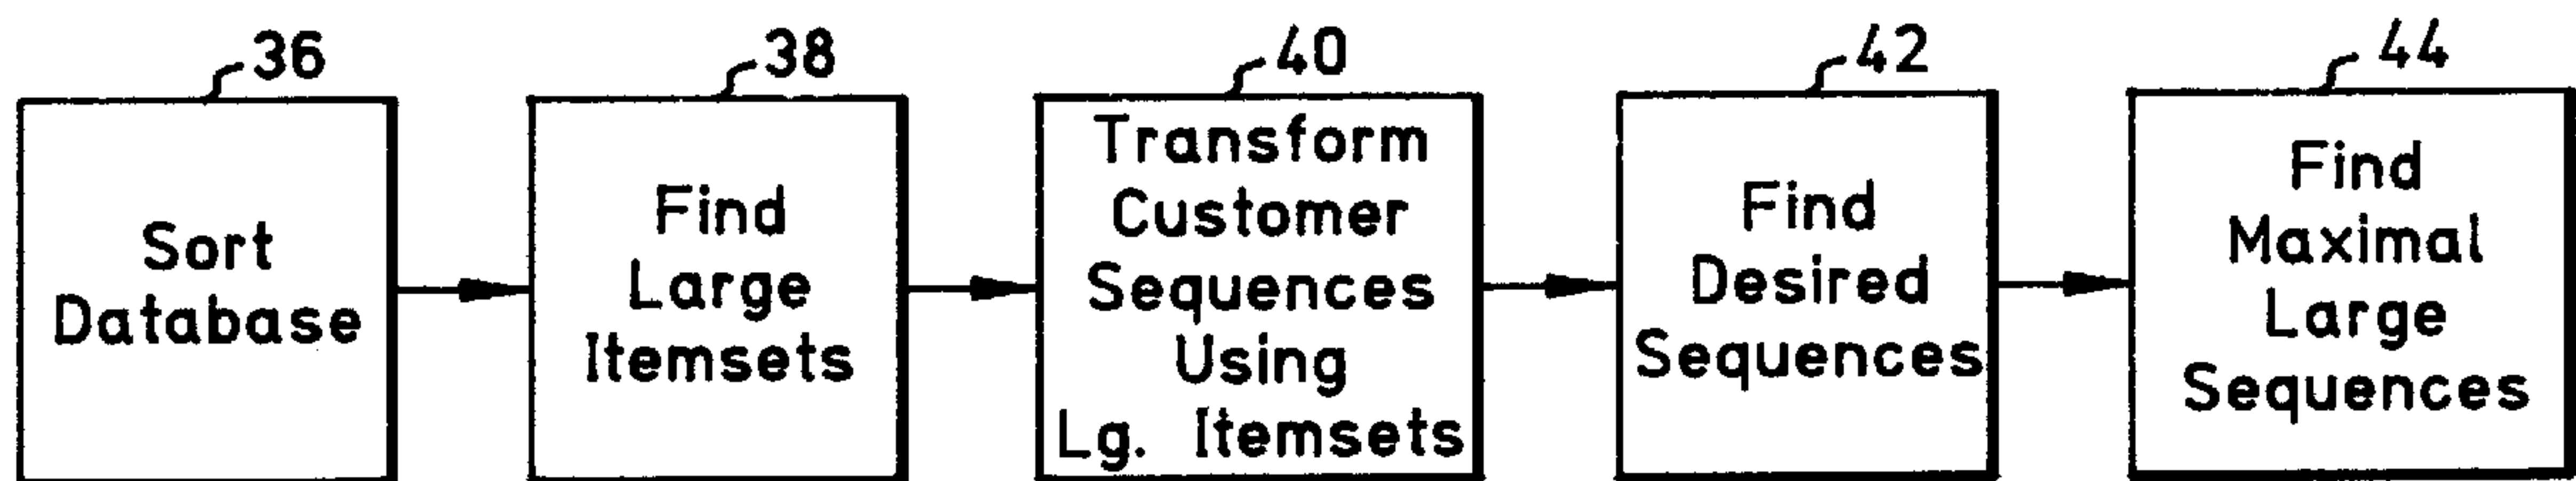 36
Sort
Database
38
Find
Large
Itemsets
40
Transform
Customer
Sequences
Using
Lg. Itemsets
42
Find
Desired
Sequences
44
Find
Maximal
Large
Sequences